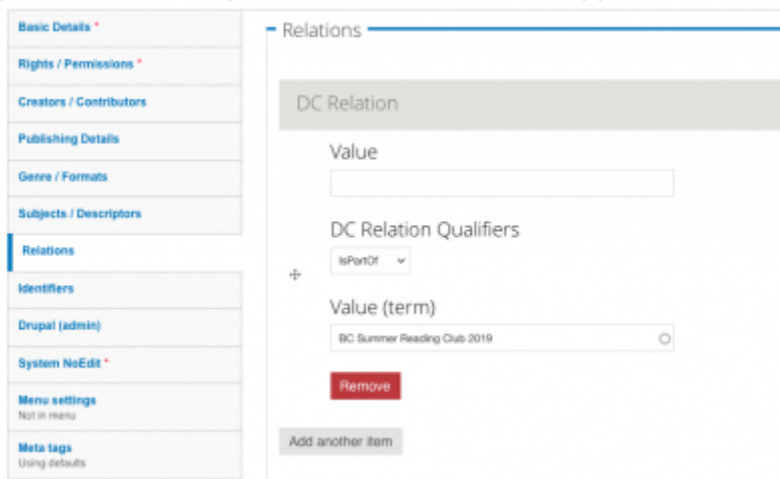 Basic Details *
Rights / Permissions *
Creators / Contributors
Publishing Details
Genre / Formats
Subjects / Descriptors
Relations
Identifiers
Drupal (admin)
System NoEdit *
Menu settings
Not in menu
Meta tags
Using defaults
Relations
DC Relation
Value
DC Relation Qualifiers
IsPartOf
Value (term)
BC Summer Reading Club 2019
Remove
Add another item